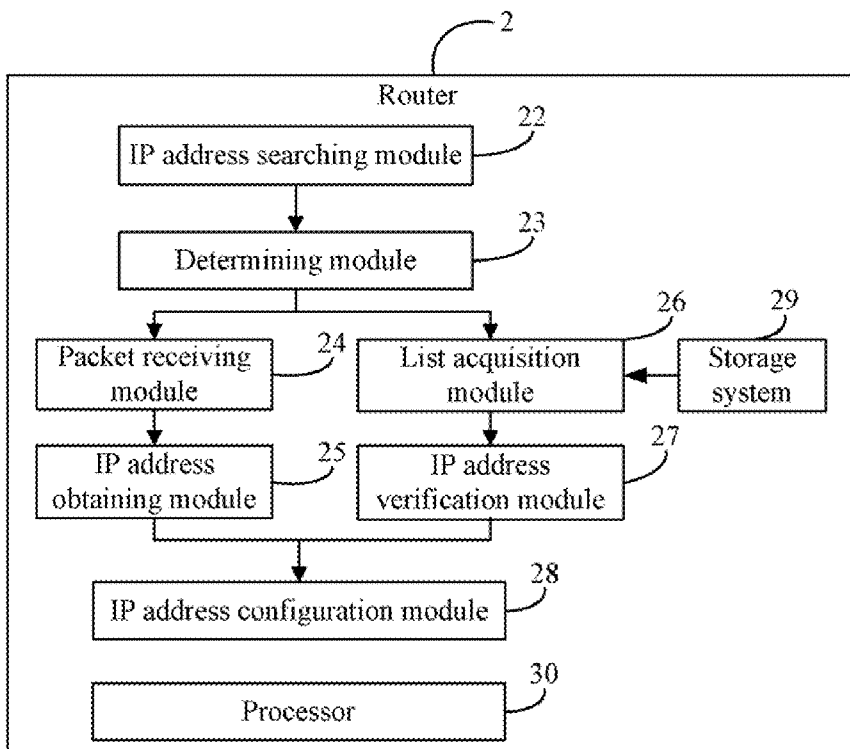 2
Router
22
IP address searching module
23
Determining module
26
29
Packet receiving
module
24
List acquisition
module
Storage
system
IP address
obtaining module
25
IP address
verification module
27
28
IP address configuration module
30
Processor